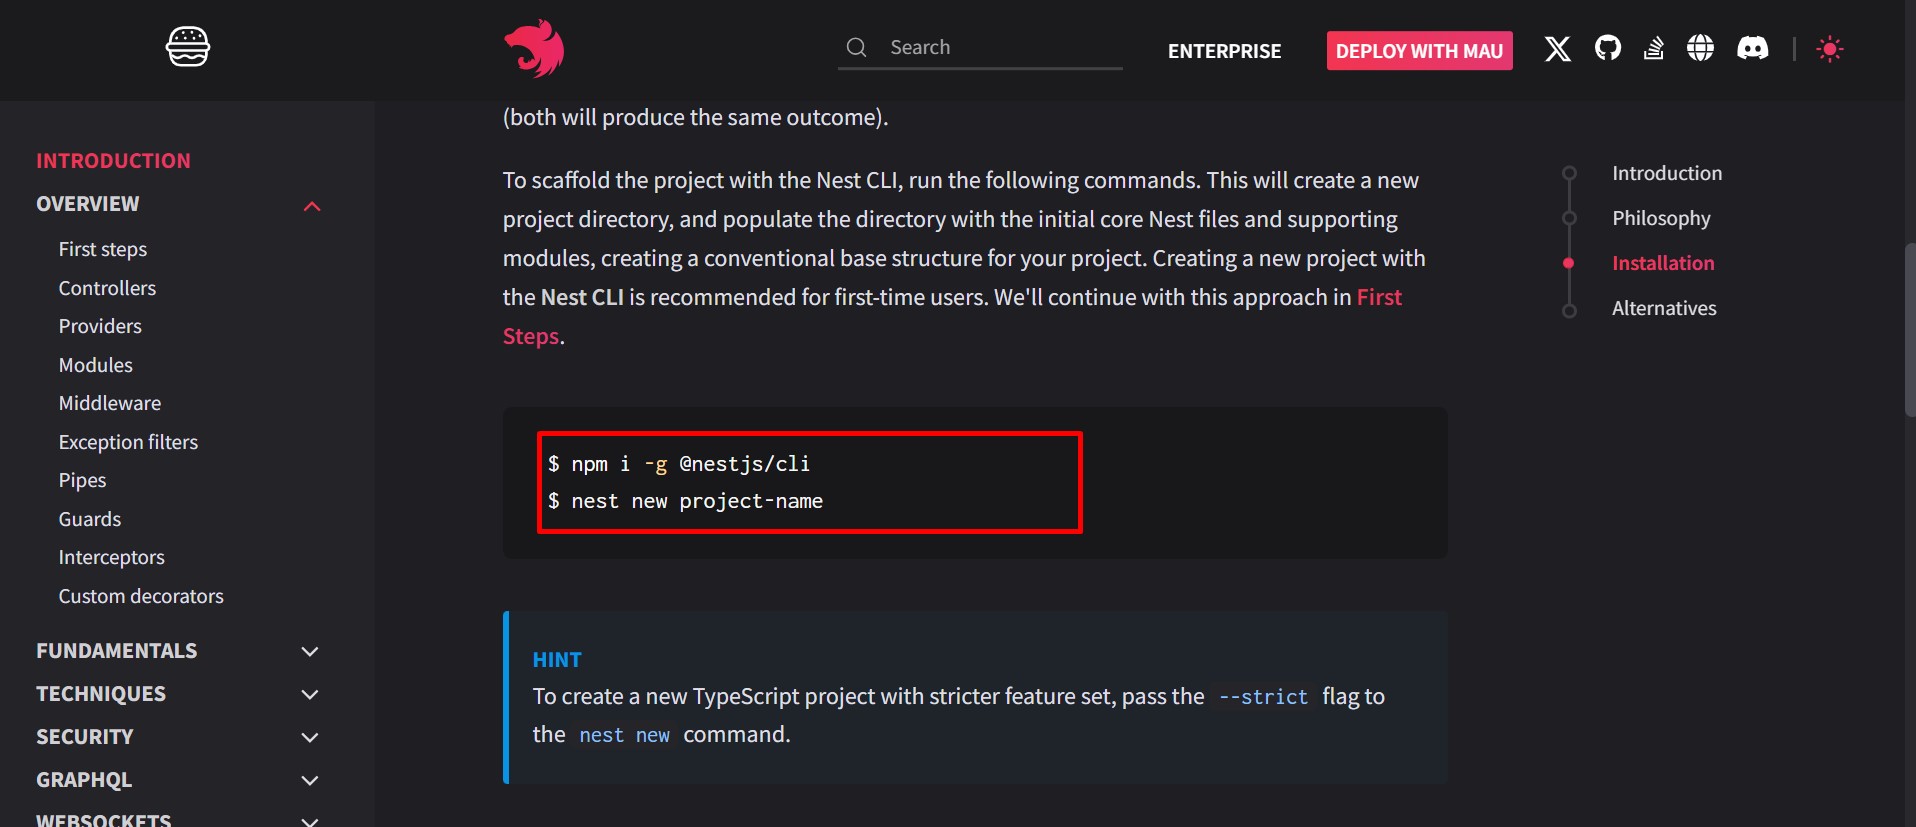 Search
ENTERPRISE
DEPLOY WITH MAU
INTRODUCTION
OVERVIEW
First steps
Controllers
Providers
Modules
Middleware
Exception filters
Pipes
Guards
Interceptors
Custom decorators
FUNDAMENTALS
TECHNIQUES
SECURITY
GRAPHQL
WEBSOCKETS
(both will produce the same outcome).
To scaffold the project with the Nest CLI, run the following commands. This will create a new
project directory, and populate the directory with the initial core Nest files and supporting
modules, creating a conventional base structure for your project. Creating a new project with
the Nest CLI is recommended for first-time users. We'll continue with this approach in First
Steps.
$ npm i -g @nestjs/cli
$ nest new project-name
HINT
To create a new TypeScript project with stricter feature set, pass the --strict flag to
the nest new command.
Introduction
Philosophy
Installation
Alternatives